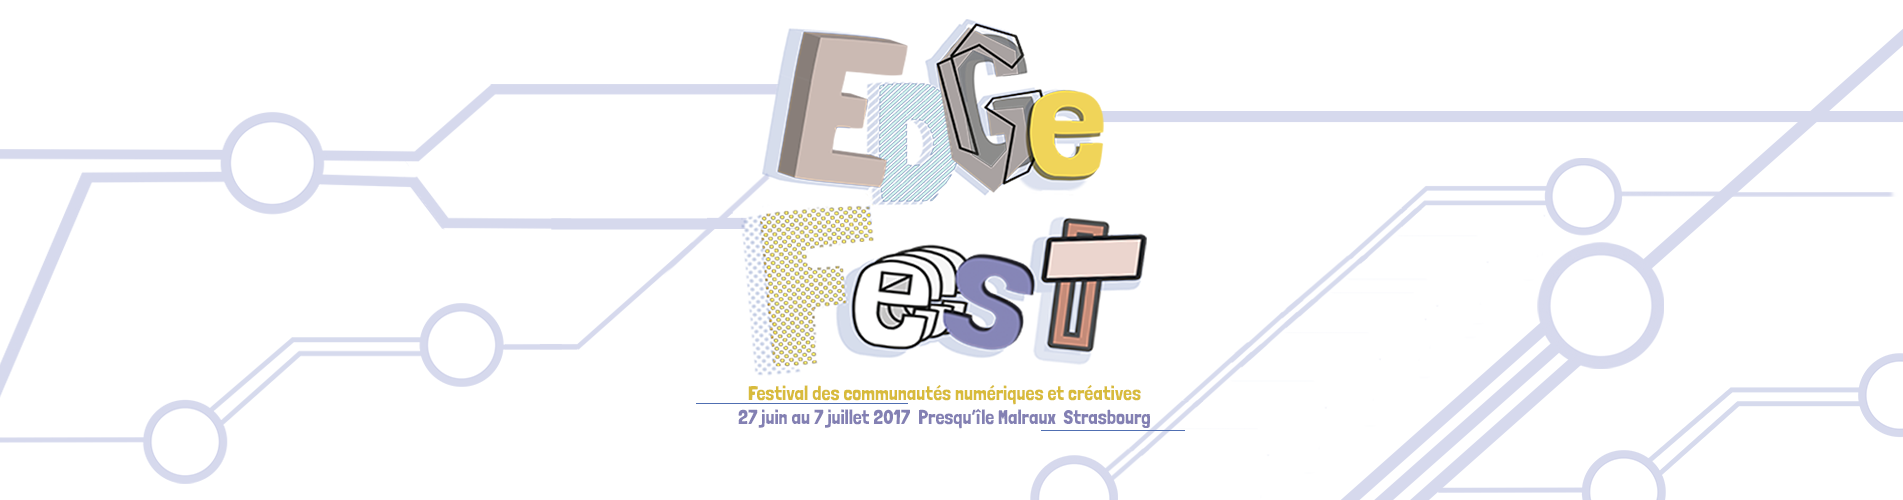 EDGe
FesT
Festival des communautés numériques et créatives
27 juin au 7 juillet 2017 Presqu'île Malraux Strasbourg